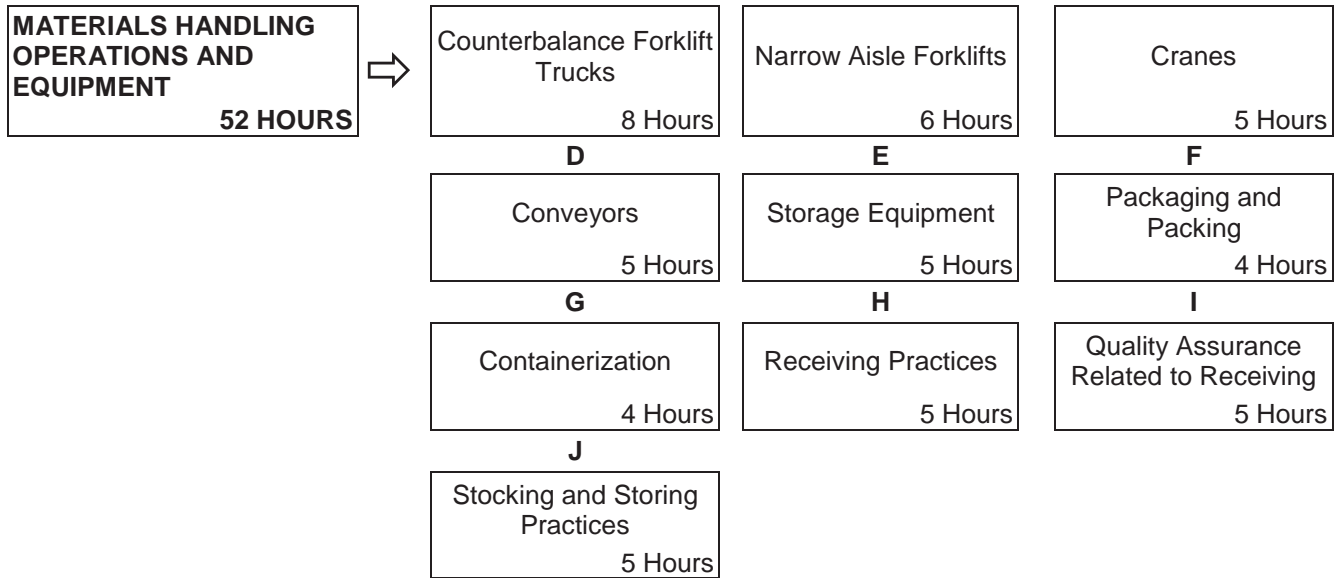 MATERIALS HANDLING
OPERATIONS AND
EQUIPMENT
52 HOURS
Counterbalance Forklift
Trucks
8 Hours
Narrow Aisle Forklifts
6 Hours
Cranes
5 Hours
D
Conveyors
5 Hours
E
Storage Equipment
5 Hours
F
Packaging and
Packing
4 Hours
G
Containerization
4 Hours
H
Receiving Practices
5 Hours
I
Quality Assurance
Related to Receiving
5 Hours
J
Stocking and Storing
Practices
5 Hours